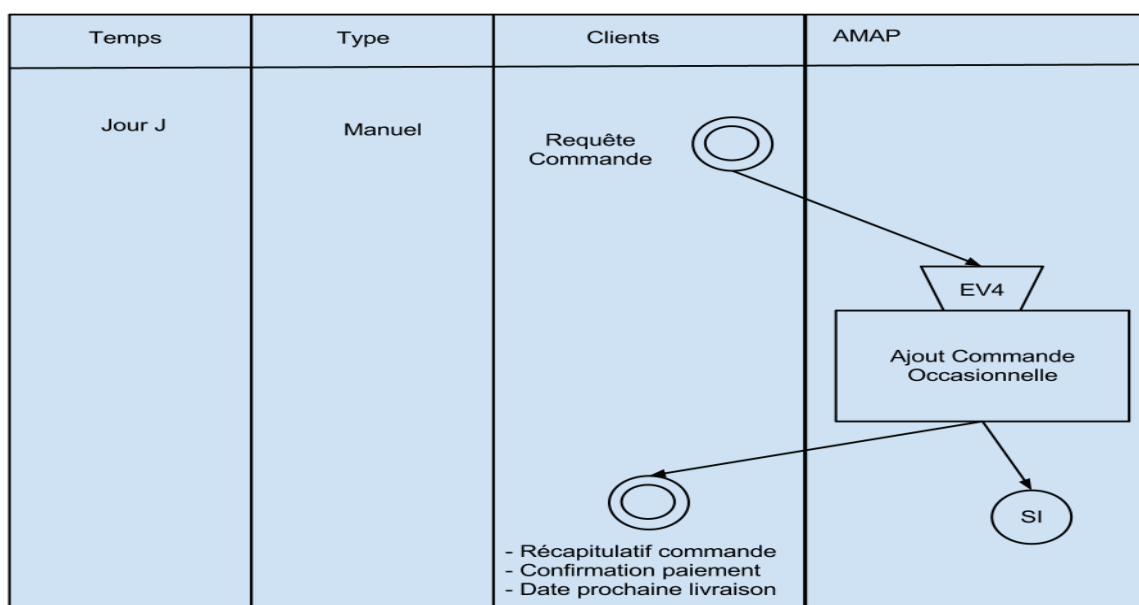 Temps
Type
Clients
AMAP
Jour J
Manuel
Requête
Commande
EV4
Ajout Commande
Occasionnelle
SI
- Récapitulatif commande
- Confirmation paiement
- Date prochaine livraison